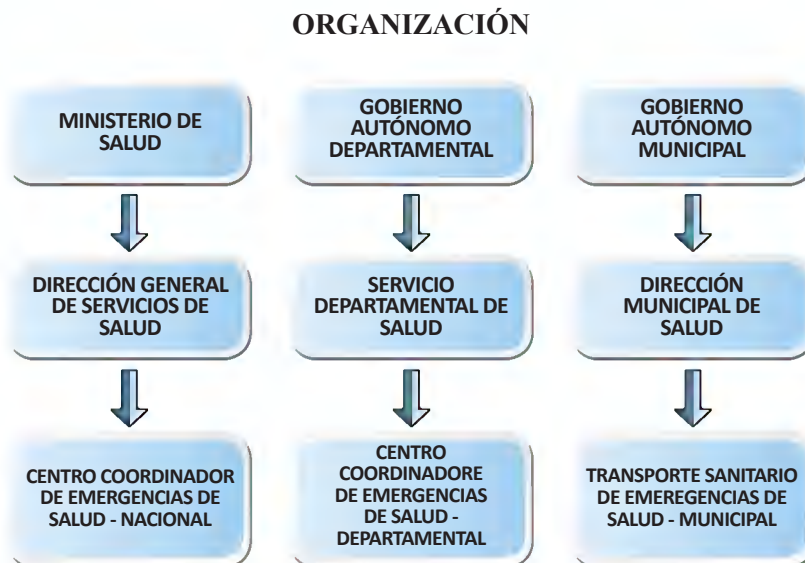 ORGANIZACIÓN
MINISTERIO DE
SALUD
GOBIERNO
AUTÓNOMO
DEPARTAMENTAL
GOBIERNO
AUTÓNOMO
MUNICIPAL
DIRECCIÓN GENERAL
DE SERVICIOS DE
SALUD
SERVICIO
DEPARTAMENTAL DE
SALUD
DIRECCIÓN
MUNICIPAL DE
SALUD
CENTRO COORDINADOR
DE EMERGENCIAS DE
SALUD - NACIONAL
CENTRO
COORDINADORE
DE EMERGENCIAS
DE SALUD -
DEPARTAMENTAL
TRANSPORTE SANITARIO
DE EMEREGENCIAS DE
SALUD - MUNICIPAL